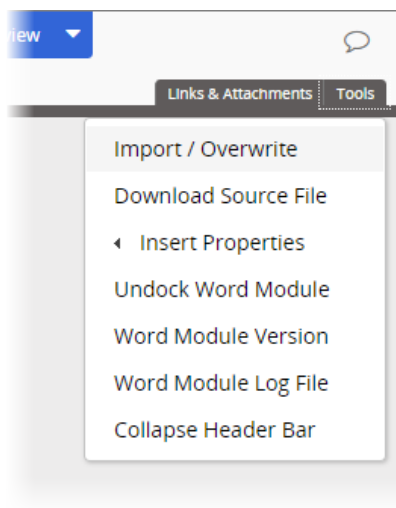 iew
Links & Attachments Tools
Import / Overwrite
Download Source File
Insert Properties
Undock Word Module
Word Module Version
Word Module Log File
Collapse Header Bar